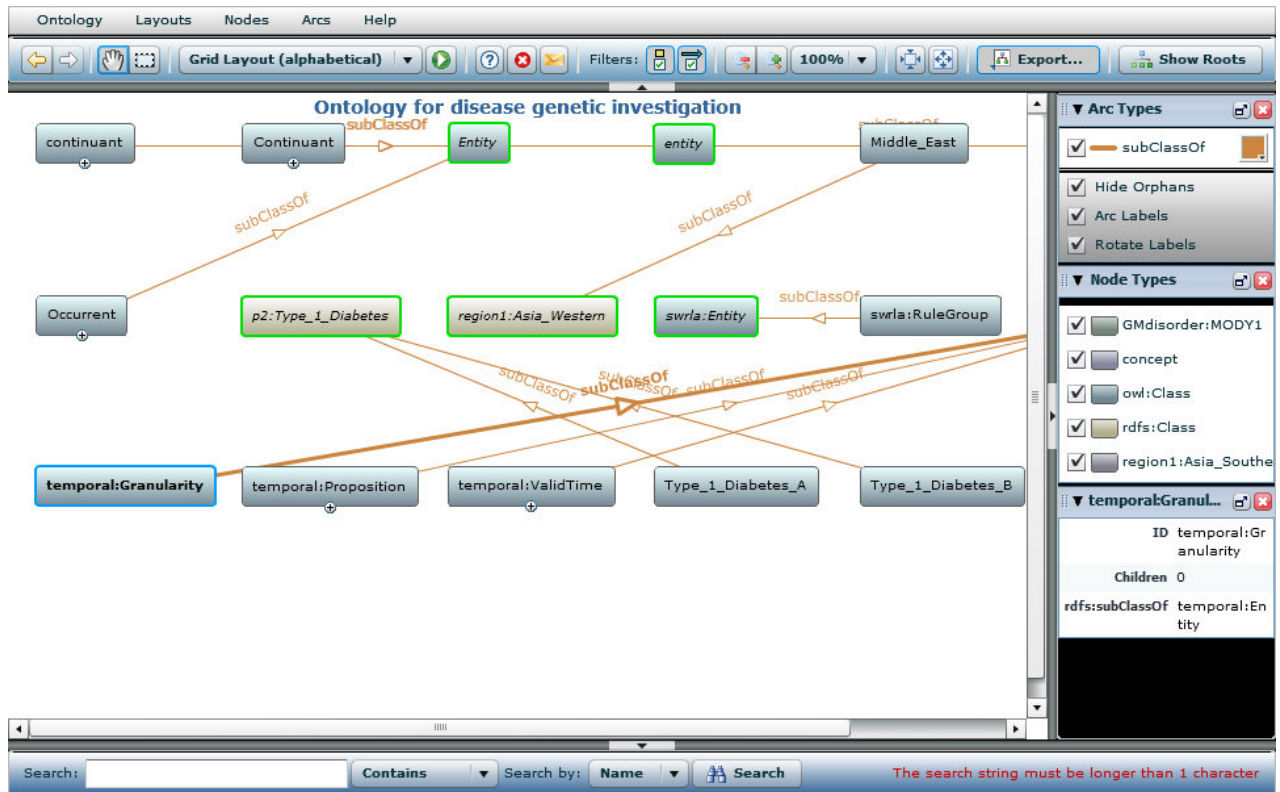 Ontology Layouts Nodes Arcs Help
Grid Layout (alphabetical) Filters: 100% Export... Show Roots
Ontology for disease genetic investigation
subClassOf
subClassOf
continuant Continuant Entity entity Middle_East
subClassOf
subClassOf
Occurrent p2:Type_1_Diabetes region1:Asia_Western swrla:Entity subClassOf swrla:RuleGroup
subClassOf subClassOf subClassOf subClassOf subClassOf
temporal:Granularity temporal:Proposition temporal:ValidTime Type_1_Diabetes_A Type_1_Diabetes_B
Arc Types
subClassOf
Hide Orphans
Arc Labels
Rotate Labels
Node Types
GMdisorder:MODY1
concept
owl:Class
rdfs:Class
region1:Asia_Southe
temporal:Granul...
ID temporal:Gr
anularity
Children 0
rdfs:subClassOf temporal:En
tity
Search: Contains Search by: Name Search The search string must be longer than 1 character